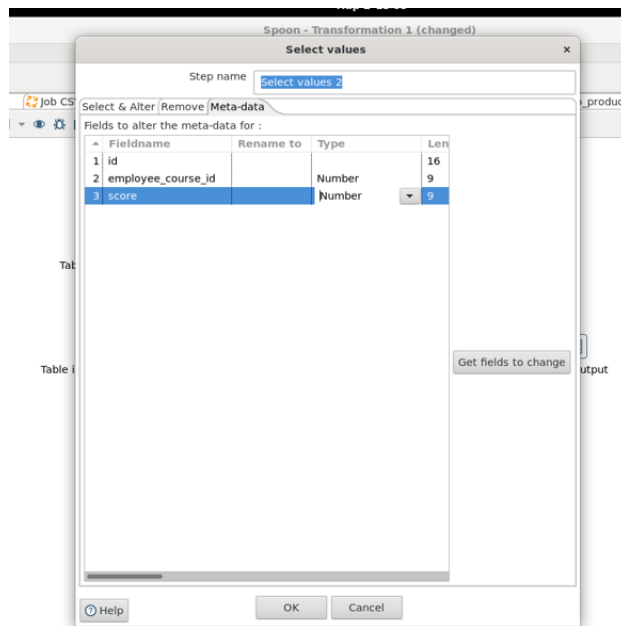 Spoon - Transformation 1 (changed)
Select values
×
Step name
Select values 2
Job CS
_produc
Select & Alter
Remove
Meta-data
Fields to alter the meta-data for :
Fieldname Rename to Type Len
1 id 16
2 employee_course_id Number 9
3 score Number 9
Tab
Get fields to change
Table i
utput
Help
OK
Cancel